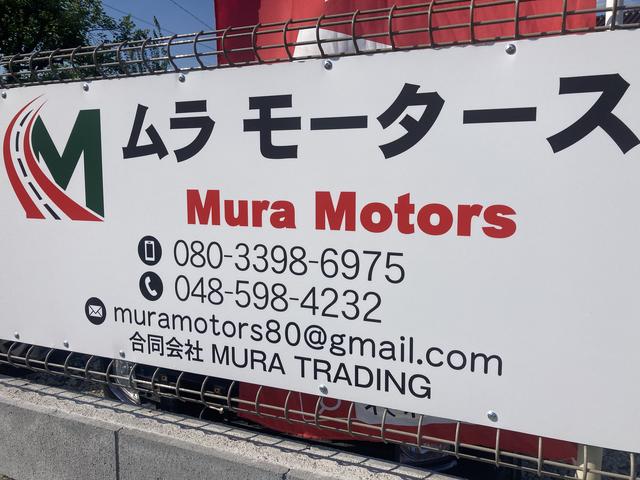 ムラ モータース
Mura Motors
080-3398-6975
048-598-4232
muramotors80@gmail.com
合同会社 MURA TRADING